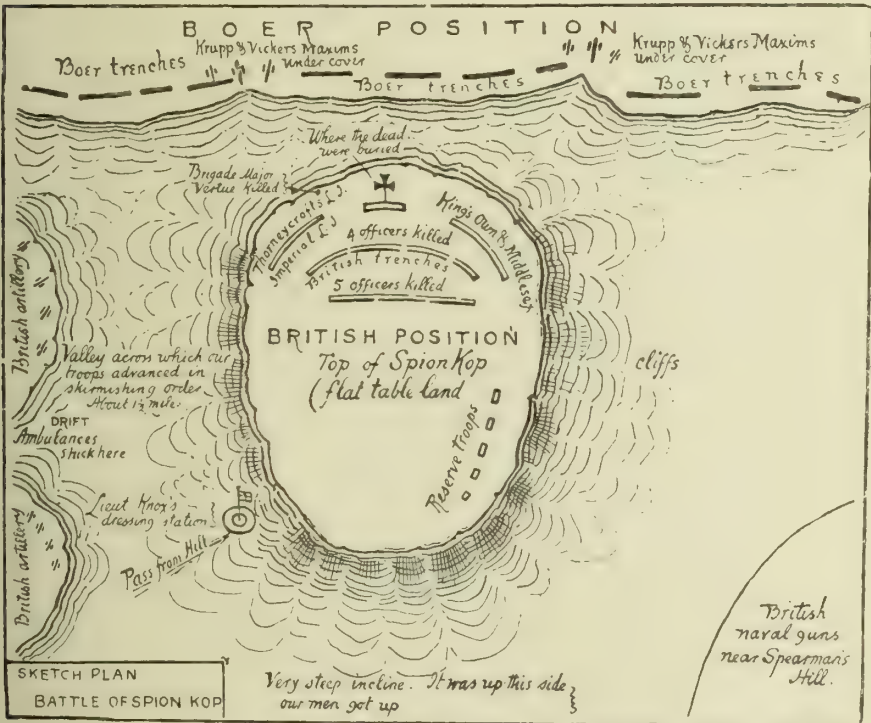 BOER POSITION
Krupp & Vickers Maxims
under cover
Krupp & Vickers Maxims
under cover
Boer trenches
Boer trenches
Boer trenches
Where the dead
were buried
Brigade Major
Vertue Killed
Thorneycrofts L.I.
Imperial L.I
King's Own & Middlesex
4 officers killed
British trenches
5 officers killed
BRITISH POSITION
Top of Spion Kop
(flat table land
British artillery
Valley across which our
troops advanced in
skirmishing order
About 1½ mile.
cliffs
DRIFT
Ambulances
stuck here
Reserve troops
Lieut Knox's
dressing station
Pass from Hill
British artillery
British
naval guns
near Spearman's
Hill.
SKETCH PLAN
BATTLE OF SPION KOP
Very steep incline. It was up this side
our men got up